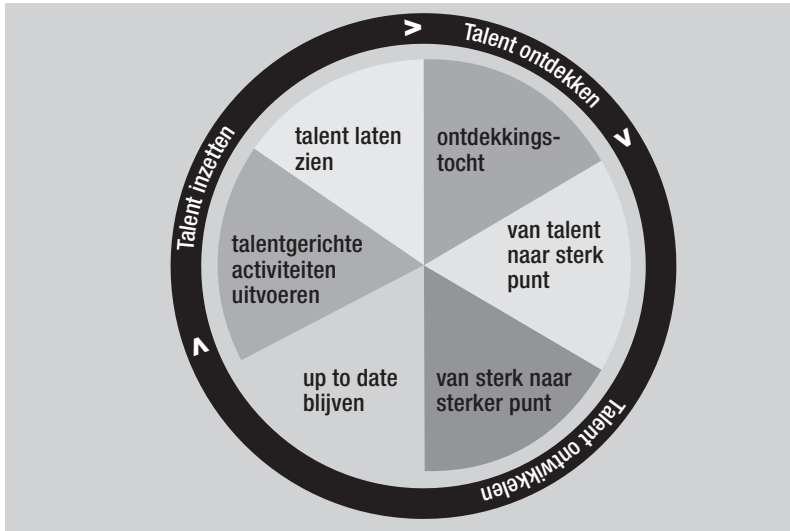 Talent ontdekken
Talent ontwikkelen
Talent inzetten
ontdekkings-
tocht
van talent
naar sterk
punt
van sterk naar
sterker punt
up to date
blijven
talentgerichte
activiteiten
uitvoeren
talent laten
zien